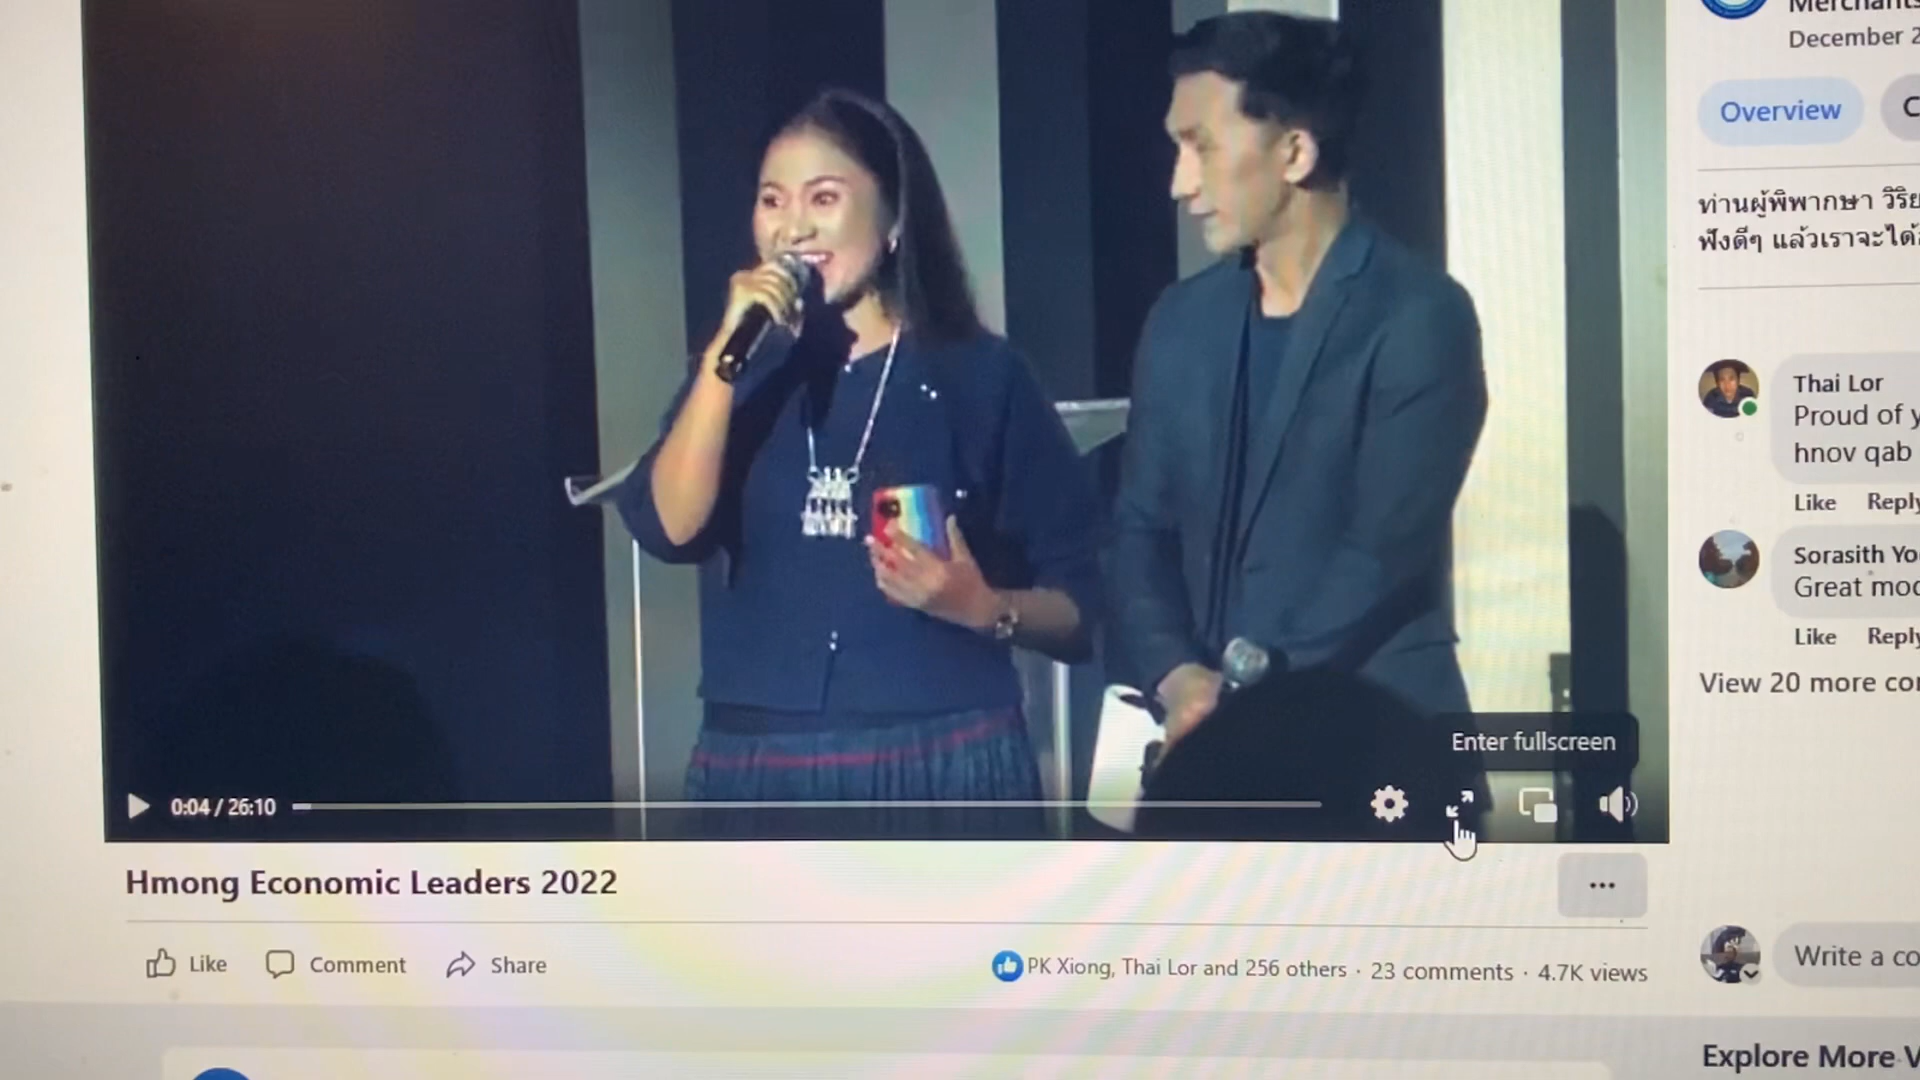 December 2
Overview
ท่านผู้พิพากษา
ฟังดีๆ แล้วเราจะได้
Thai Lor
Proud of
hnov qab
Like Reply
Sorasith
Great
Like Reply
View 20 more
Enter fullscreen
0:04 / 26:10
Hmong Economic Leaders 2022
Like Comment Share
PK Xiong, Thai Lor and 256 others · 23 comments · 4.7K views
Write a
Explore More